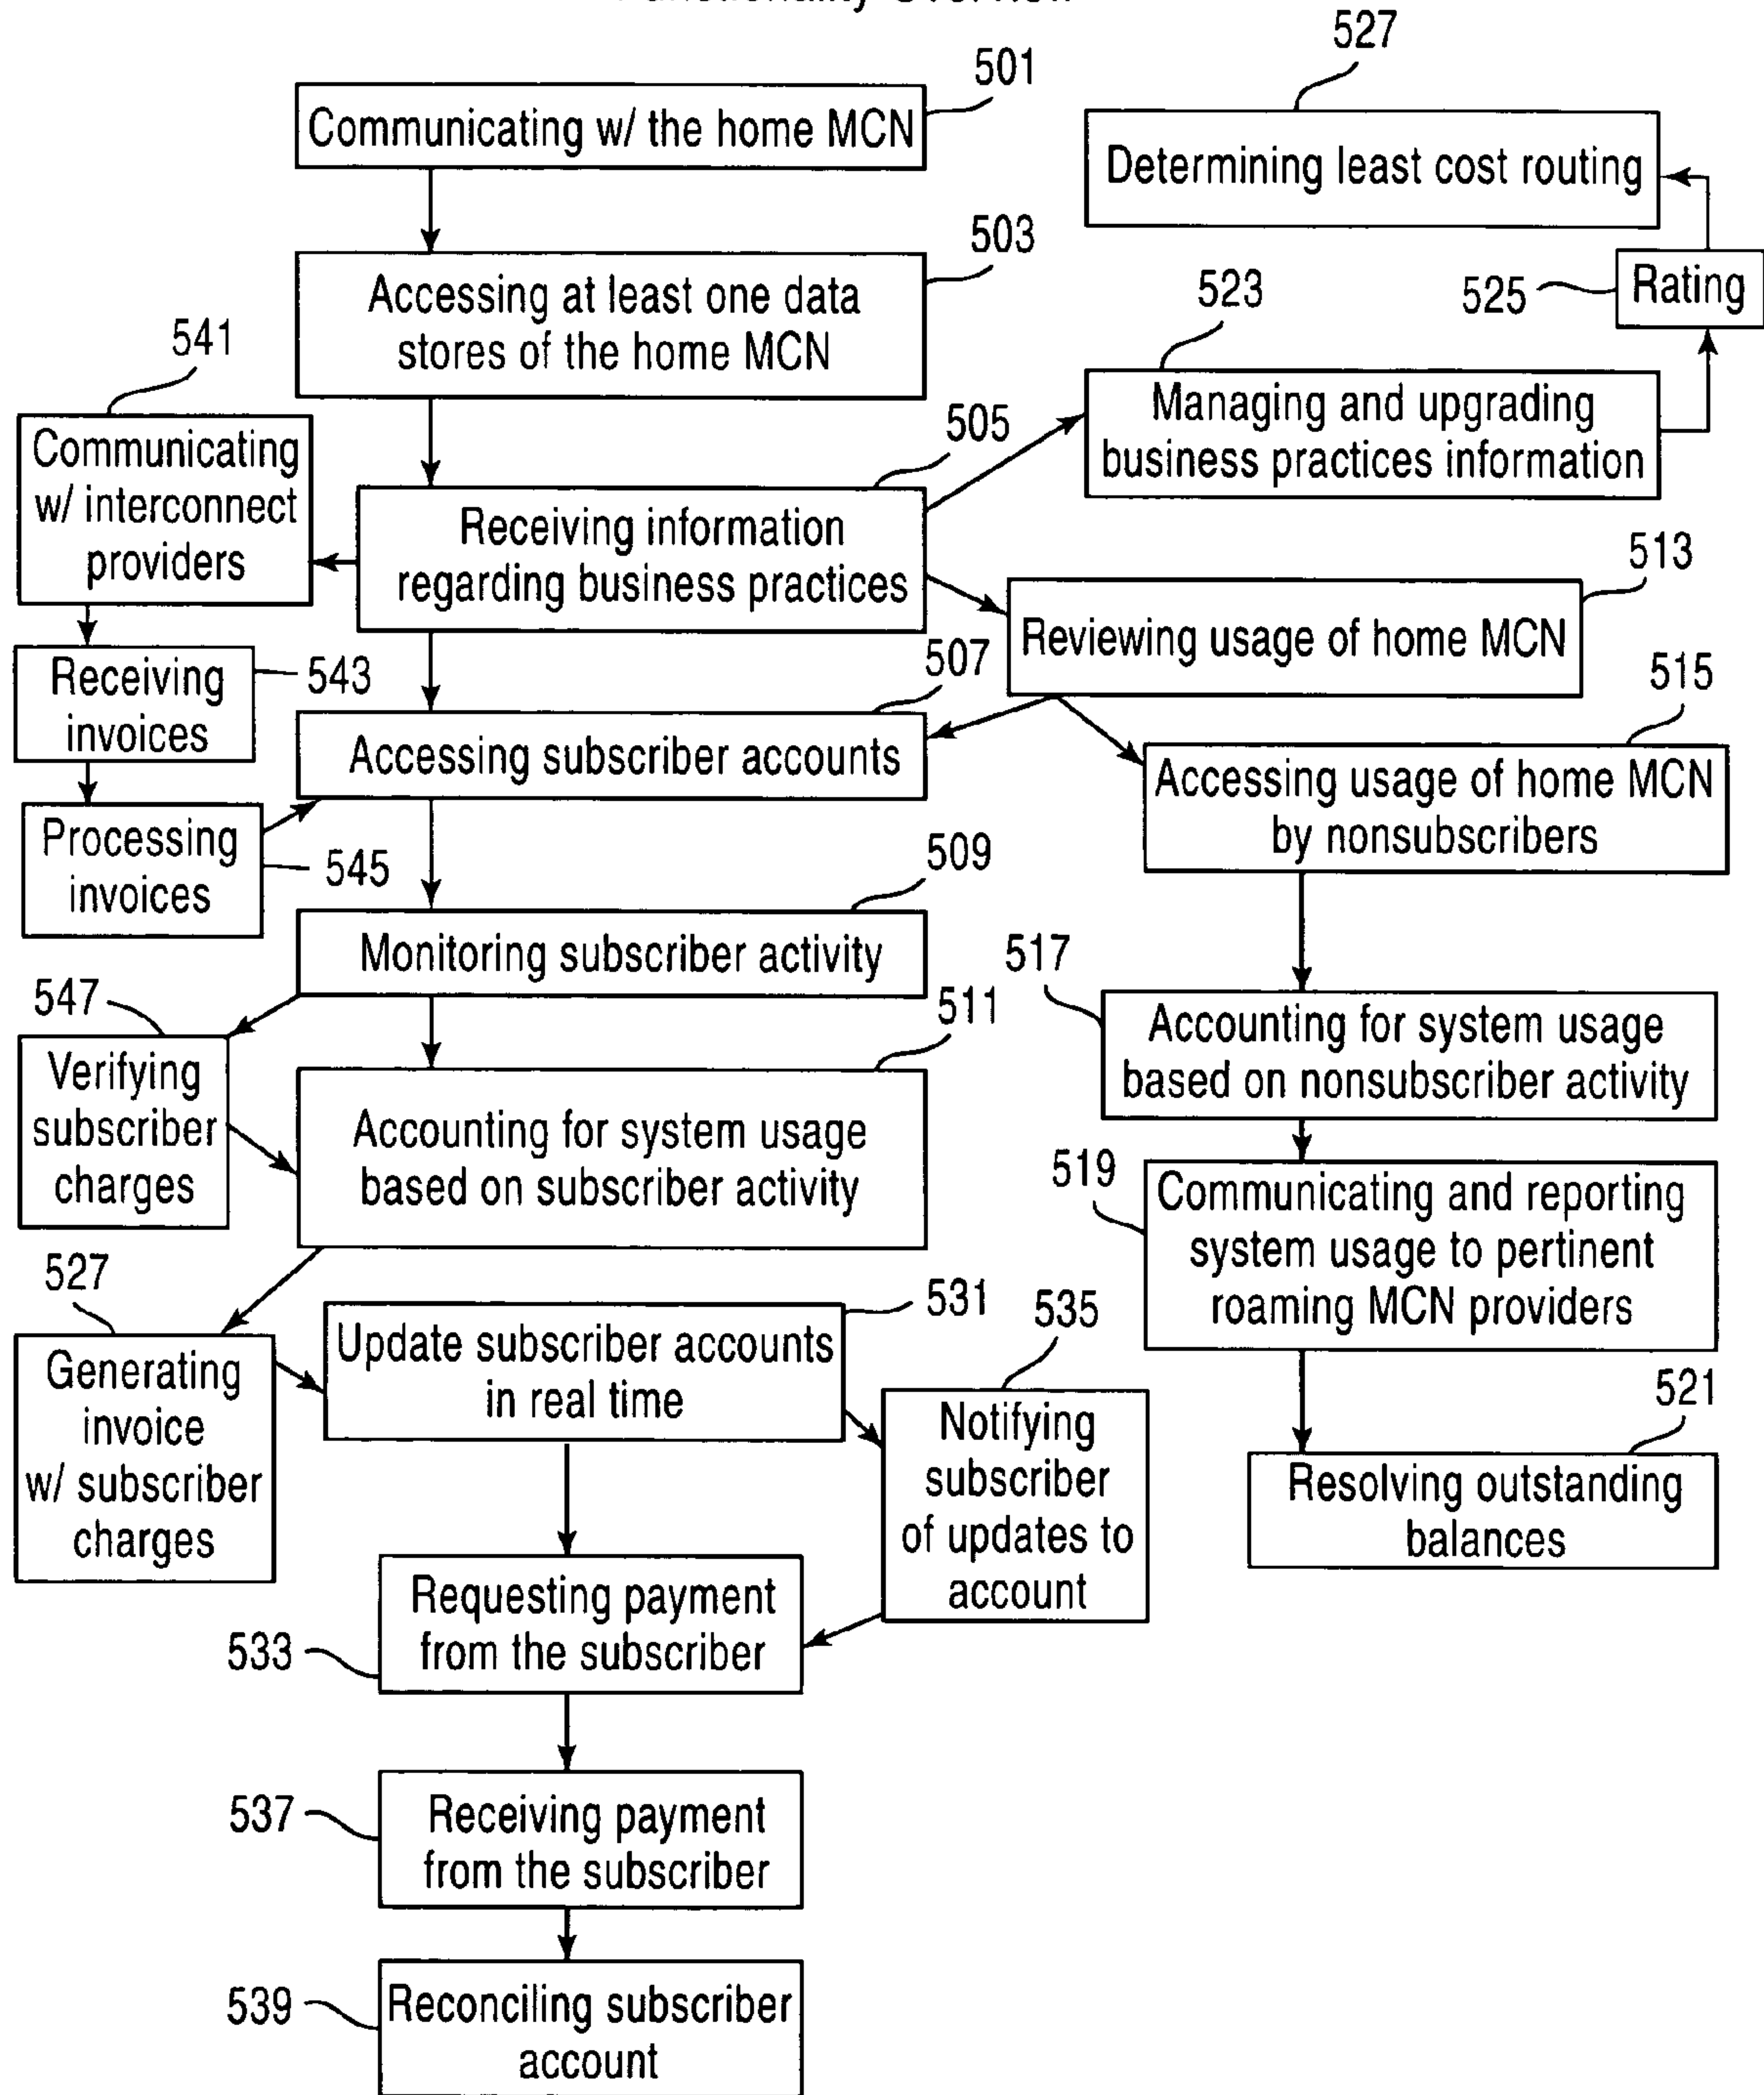 527
501
Communicating w/ the home MCN
Determining least cost routing
503
Accessing at least one data
stores of the home MCN
523
525
Rating
541
Managing and upgrading
business practices information
505
Communicating
w/ interconnect
providers
Receiving information
regarding business practices
513
Reviewing usage of home MCN
507
515
Receiving
invoices
543
Accessing subscriber accounts
Accessing usage of home MCN
by nonsubscribers
Processing
invoices
545
509
Monitoring subscriber activity
517
547
511
Accounting for system usage
based on nonsubscriber activity
Verifying
subscriber
charges
Accounting for system usage
based on subscriber activity
519
Communicating and reporting
system usage to pertinent
roaming MCN providers
527
531
535
Generating
invoice
w/ subscriber
charges
Update subscriber accounts
in real time
Notifying
subscriber
of updates to
account
521
Resolving outstanding
balances
Requesting payment
from the subscriber
533
537
Receiving payment
from the subscriber
539
Reconciling subscriber
account